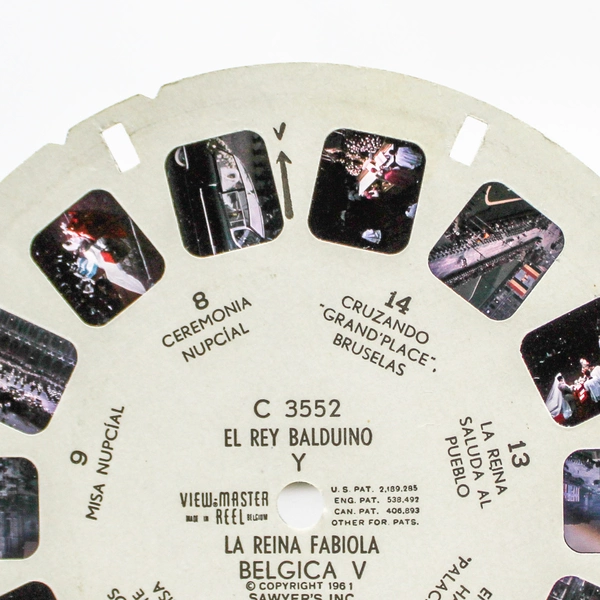 V
8
CEREMONIA
NUPCÍAL
14
CRUZANDO
"GRAND'PLACE",
BRUSELAS
9
MISA NUPCÍAL
13
LA REINA
SALUDA AL
PUEBLO
C 3552
EL REY BALDUINO
Y
VIEW-MASTER
MADE IN REEL BELGIUM
U.S. PAT. 2,189,285
ENG. PAT. 538,492
CAN. PAT. 406,893
OTHER FOR. PATS.
LA REINA FABIOLA
BELGICA V
© COPYRIGHT 1961
SAWYER'S INC.